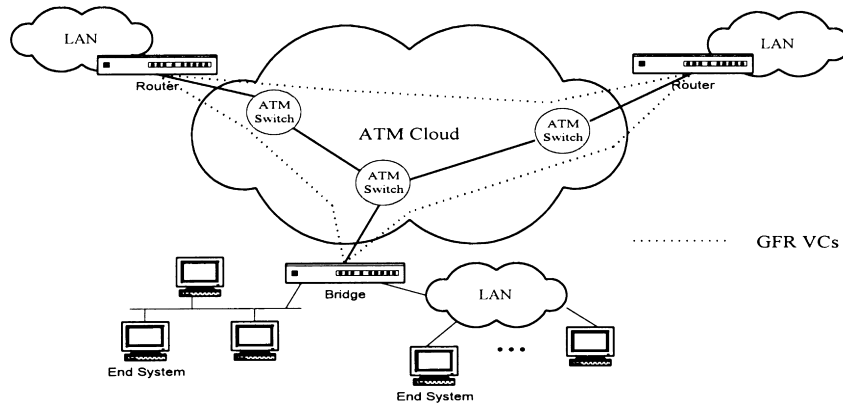 LAN
LAN
Router
Router
ATM
Switch
ATM
Switch
ATM Cloud
ATM
Switch
GFR VCs
Bridge
LAN
End System
End System